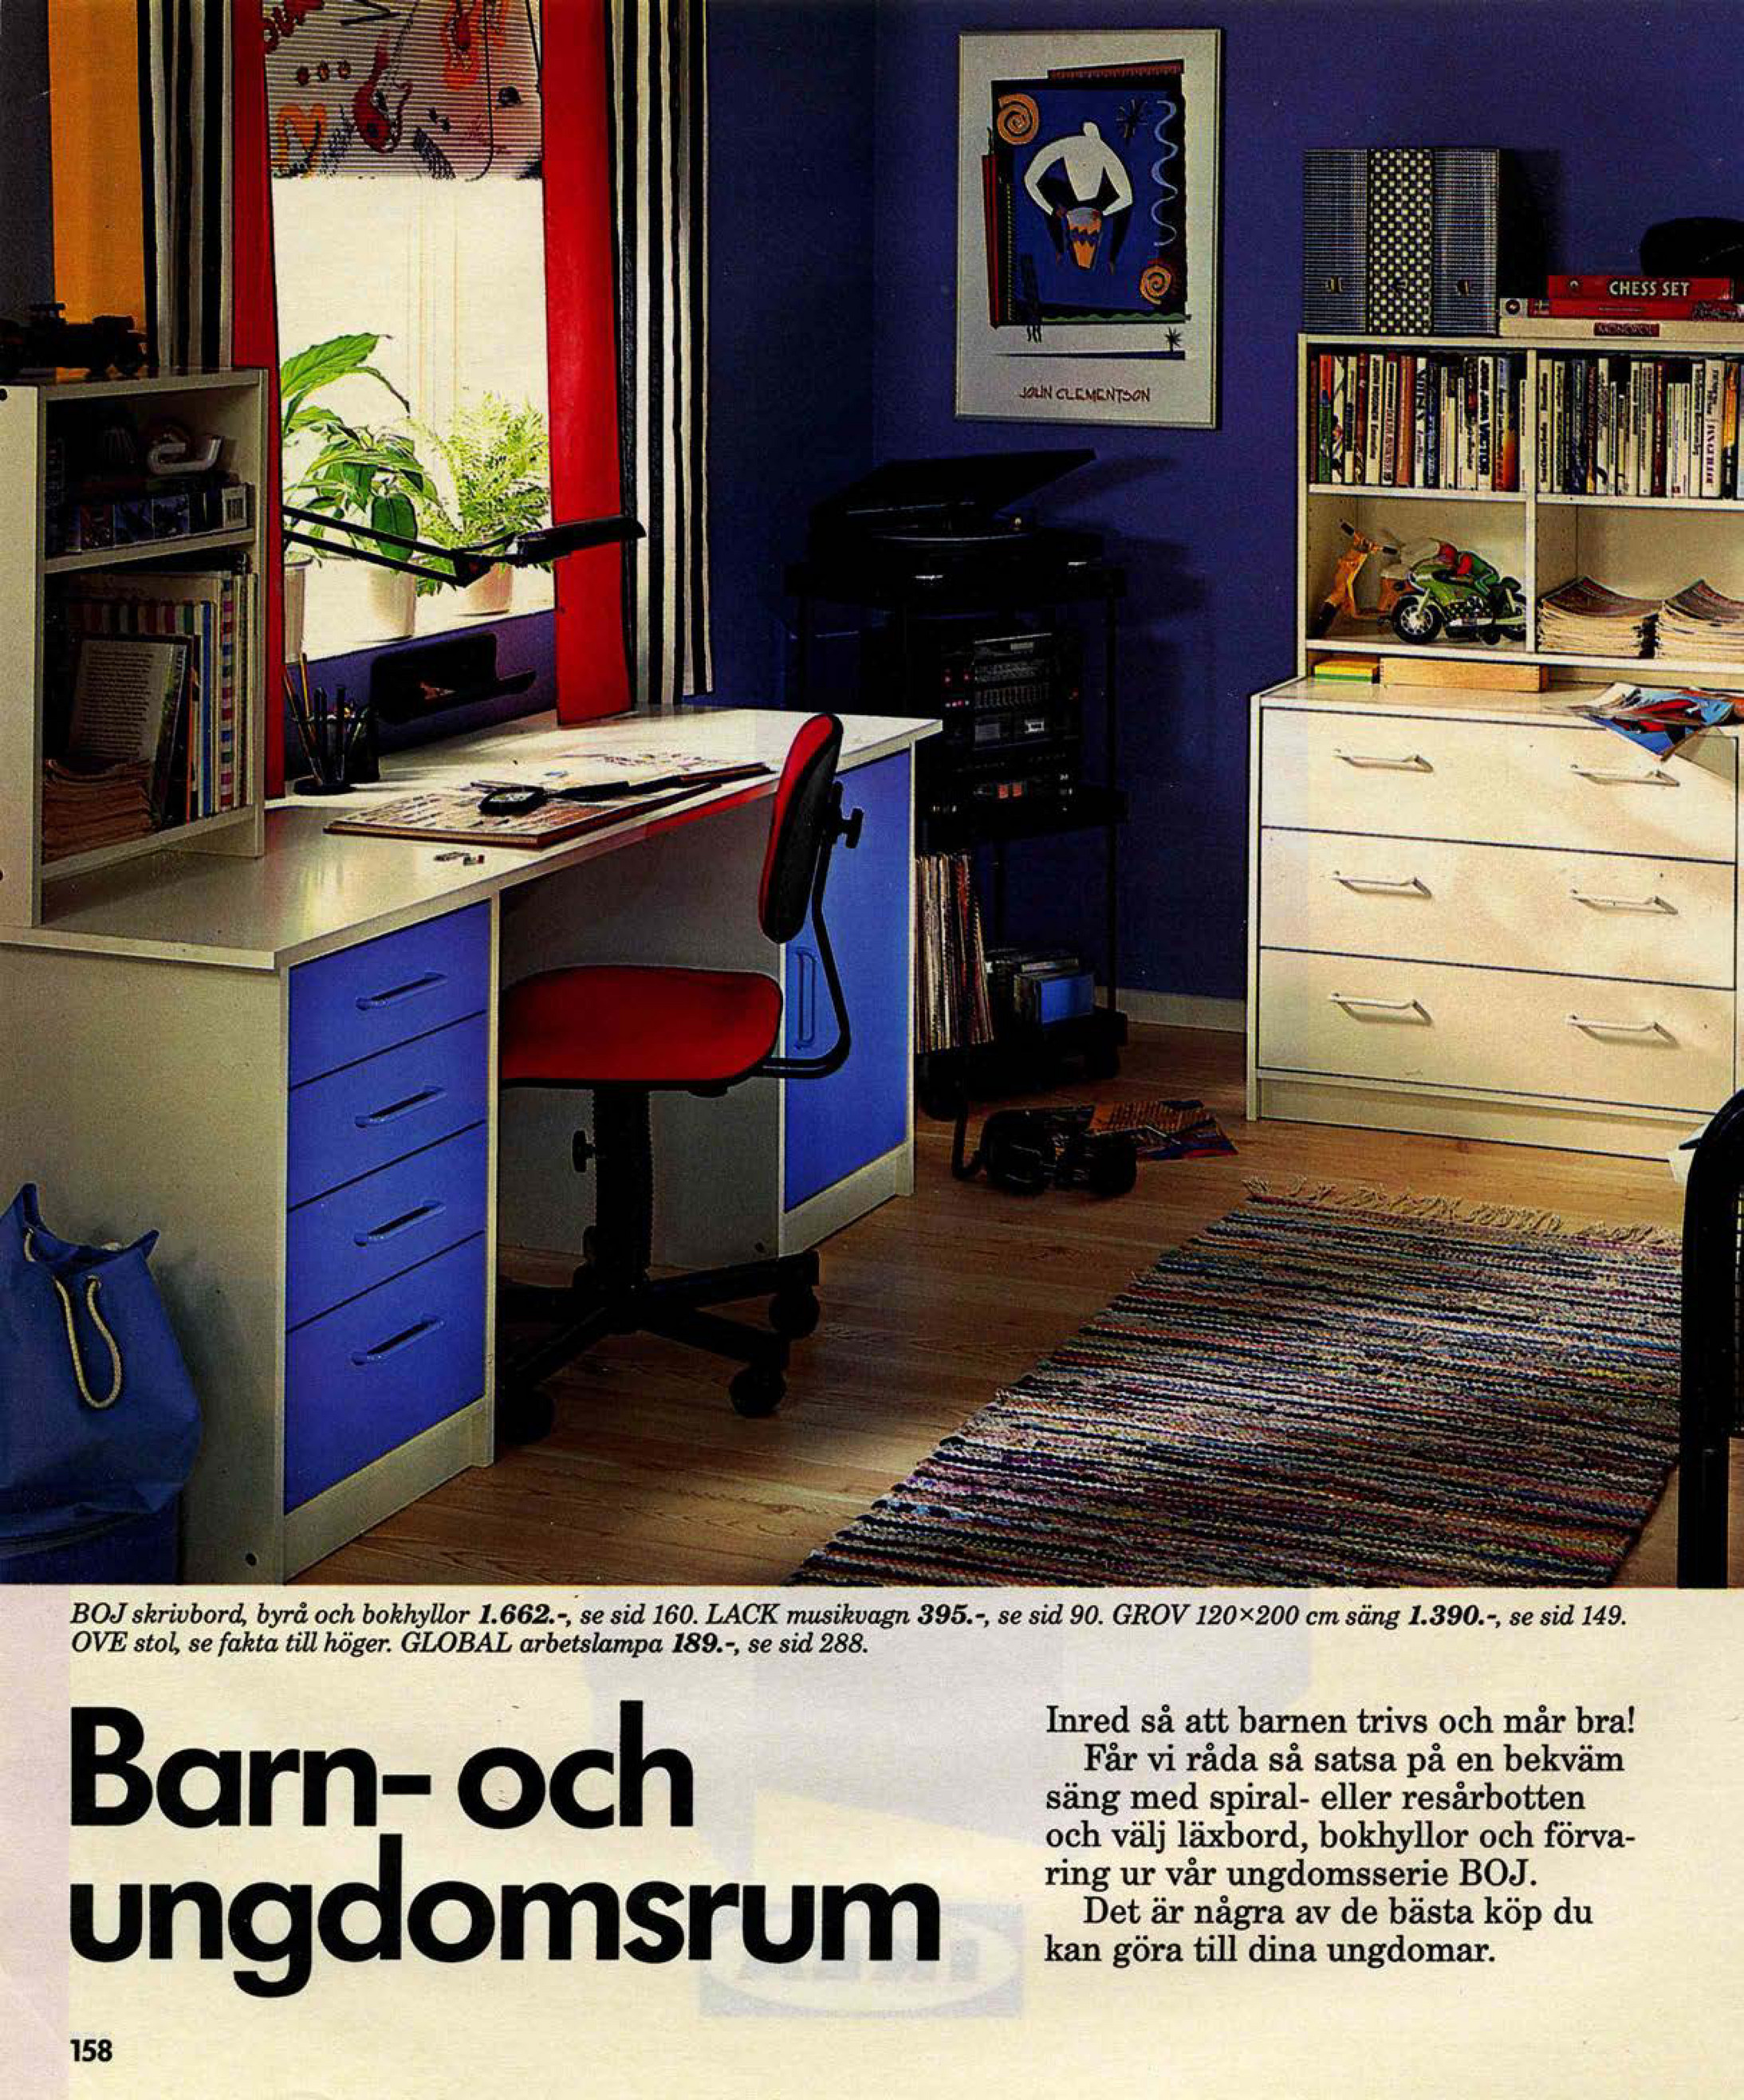 JOHN CLEMENTSON
CHESS SET
MONOPOL
BOJ skrivbord, byrå och bokhyllor 1.662.-, se sid 160. LACK musikvagn 395.-, se sid 90. GROV 120×200 cm säng 1.390.-, se sid 149.
OVE stol, se fakta till höger. GLOBAL arbetslampa 189.-, se sid 288.
Barn- och
ungdomsrum
Inred så att barnen trivs och mår bra!
Får vi råda så satsa på en bekväm
säng med spiral- eller resårbotten
och välj läxbord, bokhyllor och förva-
ring ur vår ungdomsserie BOJ.
Det är några av de bästa köp du
kan göra till dina ungdomar.
158